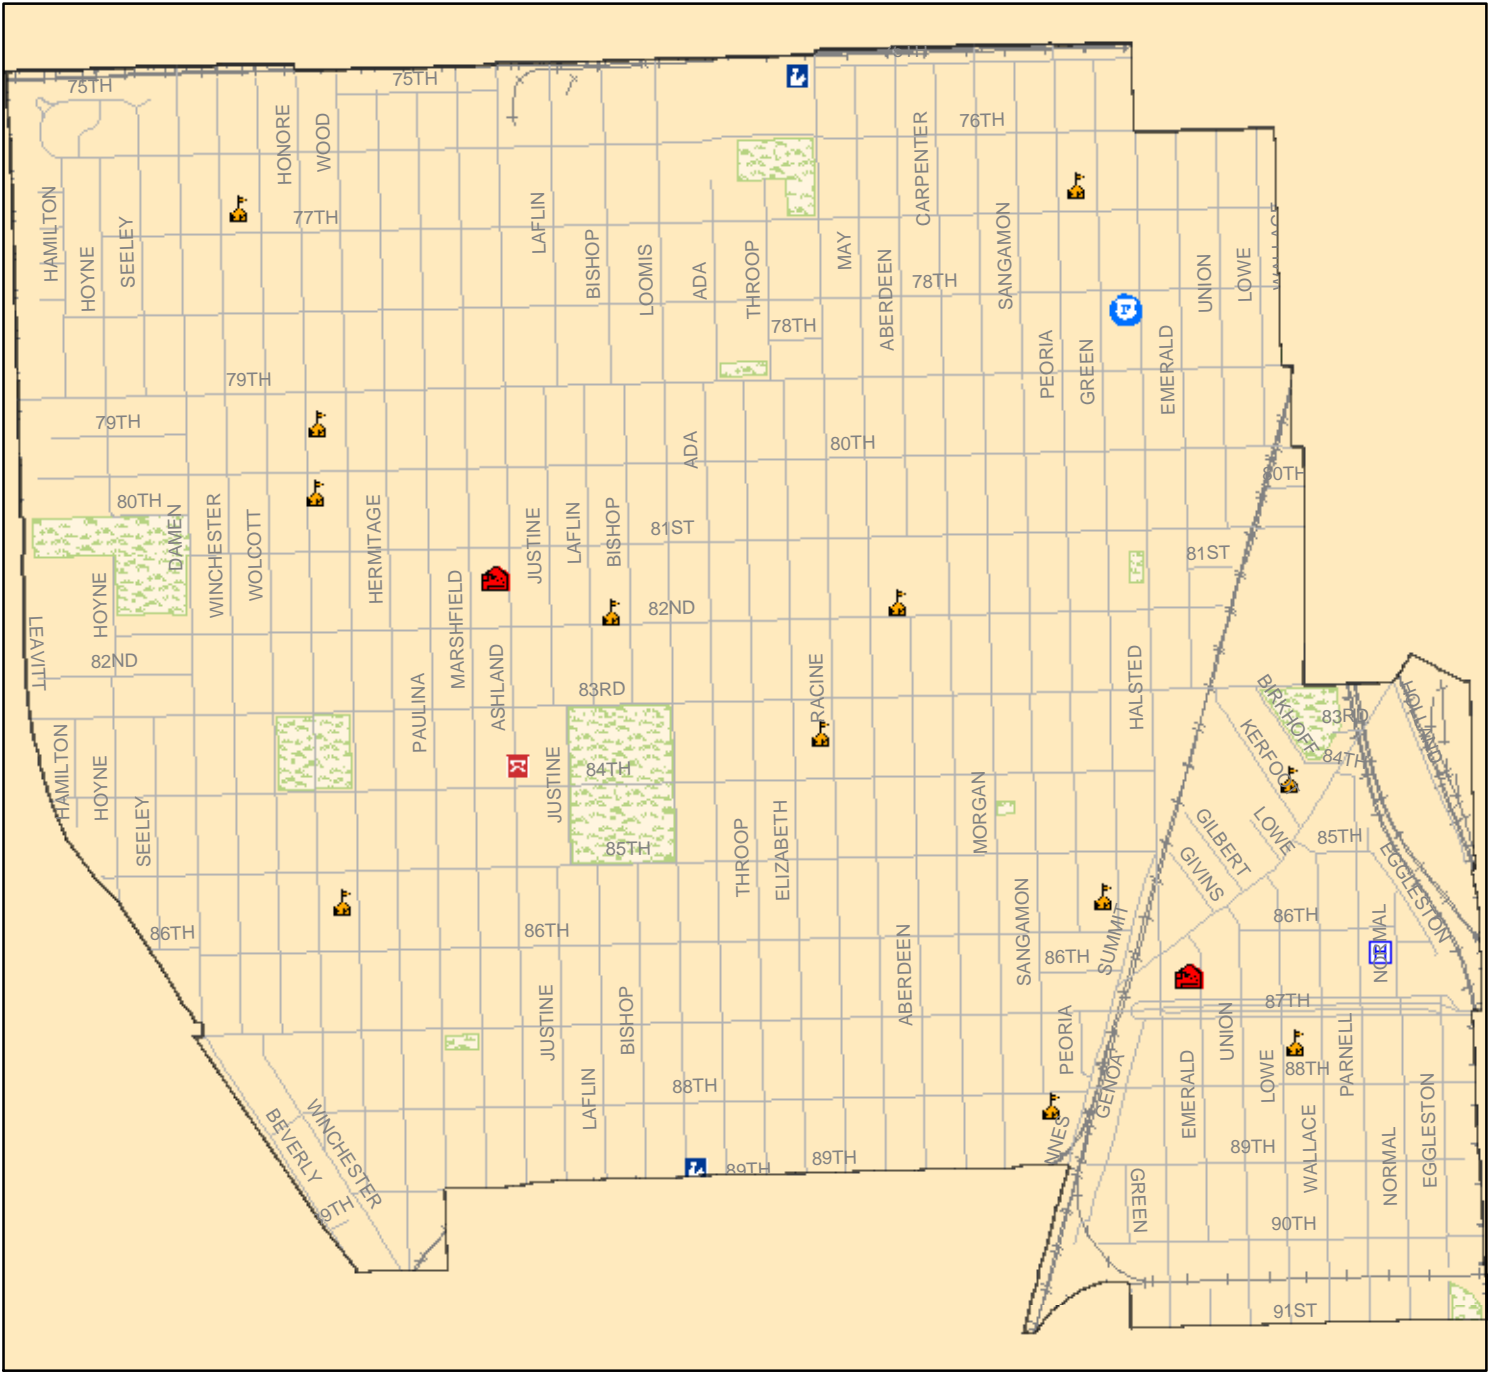 75TH
75TH
76TH
HONORE
WOOD
CARPENTER
HAMILTON
HOYNE
SEELEY
77TH
LAFLIN
BISHOP
LOOMIS
ADA
THROOP
MAY
ABERDEEN
SANGAMON
UNION
LOWE
78TH
78TH
PEORIA
GREEN
EMERALD
79TH
79TH
ADA
80TH
80TH
80TH
DAMEN
WINCHESTER
WOLCOTT
HERMITAGE
JUSTINE
LAFLIN
BISHOP
81ST
81ST
HOYNE
MARSHFIELD
82ND
LEAVITT
82ND
PAULINA
ASHLAND
83RD
RACINE
HALSTED
BIRKHOFF
83RD
HOLLAND
KERFOO
84TH
HAMILTON
HOYNE
SEELEY
JUSTINE
84TH
85TH
THROOP
ELIZABETH
MORGAN
GILBERT
GIVINS
LOWE
85TH
EGGLESTON
86TH
86TH
ABERDEEN
SANGAMON
86TH
SUMMIT
86TH
NORMAL
87TH
JUSTINE
BISHOP
PEORIA
UNION
PARNELL
GENOA
EMERALD
LOWE
88TH
88TH
LAFLIN
EGGLESTON
BEVERLY
WINCHESTER
NNES
89TH
89TH
89TH
WALLACE
NORMAL
GREEN
9TH
90TH
91ST